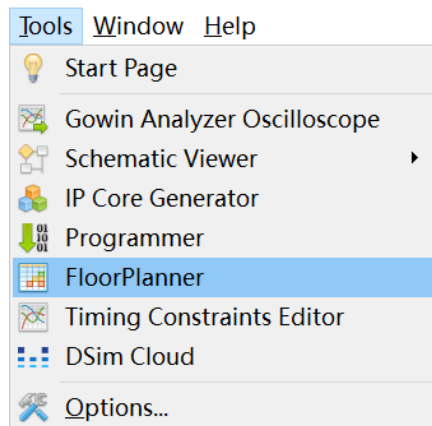 Tools Window Help
Start Page
Gowin Analyzer Oscilloscope
Schematic Viewer
IP Core Generator
Programmer
FloorPlanner
Timing Constraints Editor
DSim Cloud
Options...